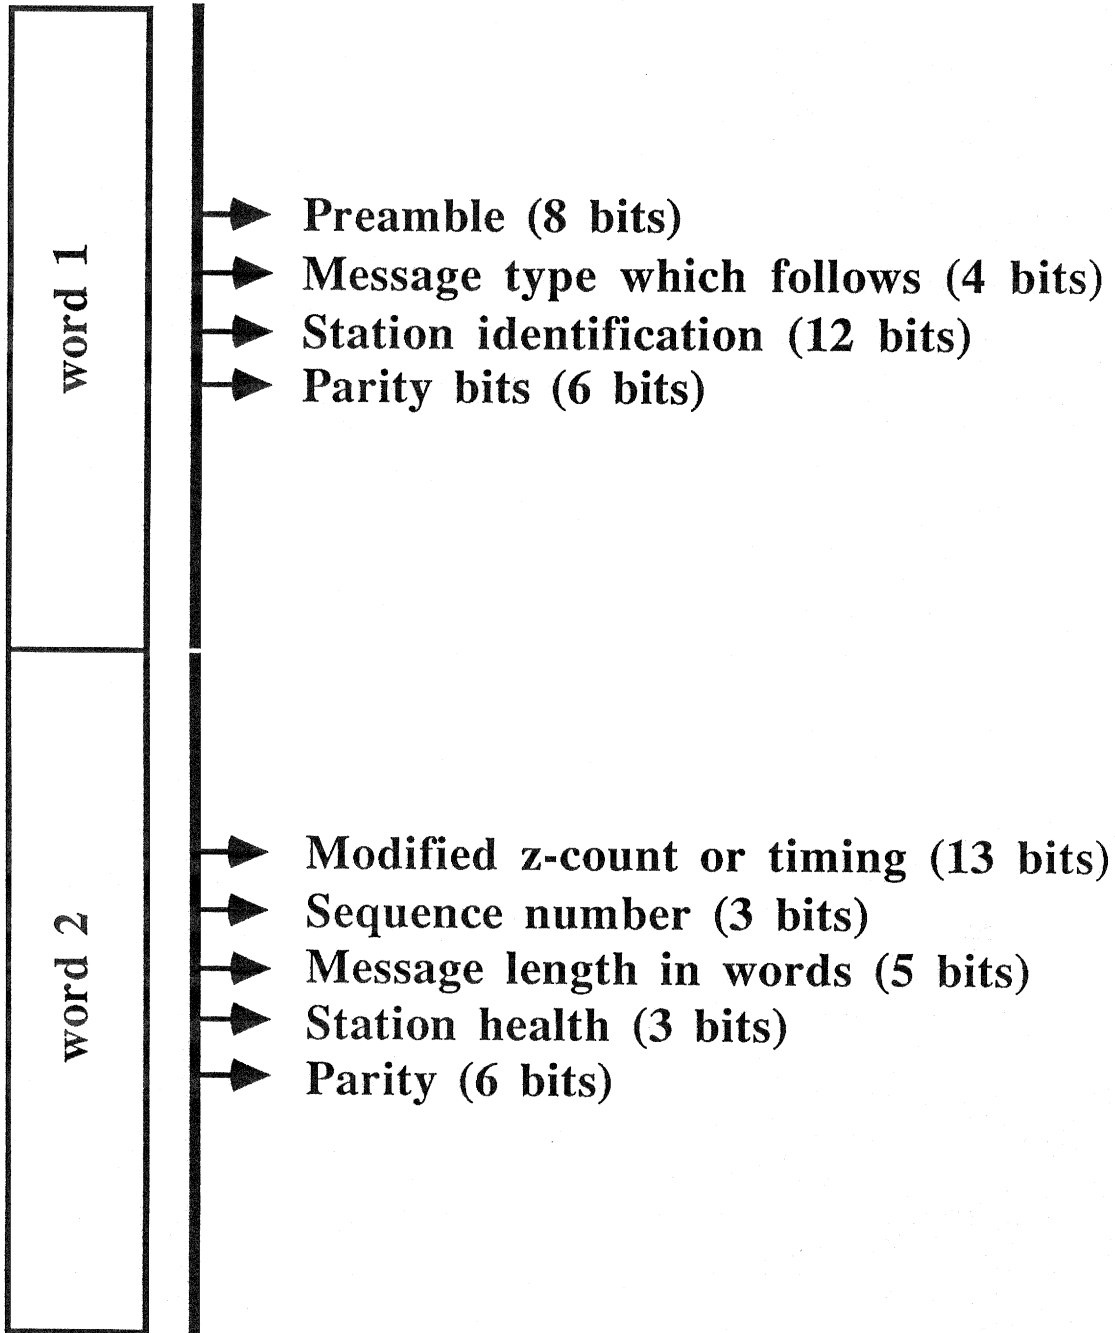 word 1
Preamble (8 bits)
Message type which follows (4 bits)
Station identification (12 bits)
Parity bits (6 bits)
word 2
Modified z-count or timing (13 bits)
Sequence number (3 bits)
Message length in words (5 bits)
Station health (3 bits)
Parity (6 bits)